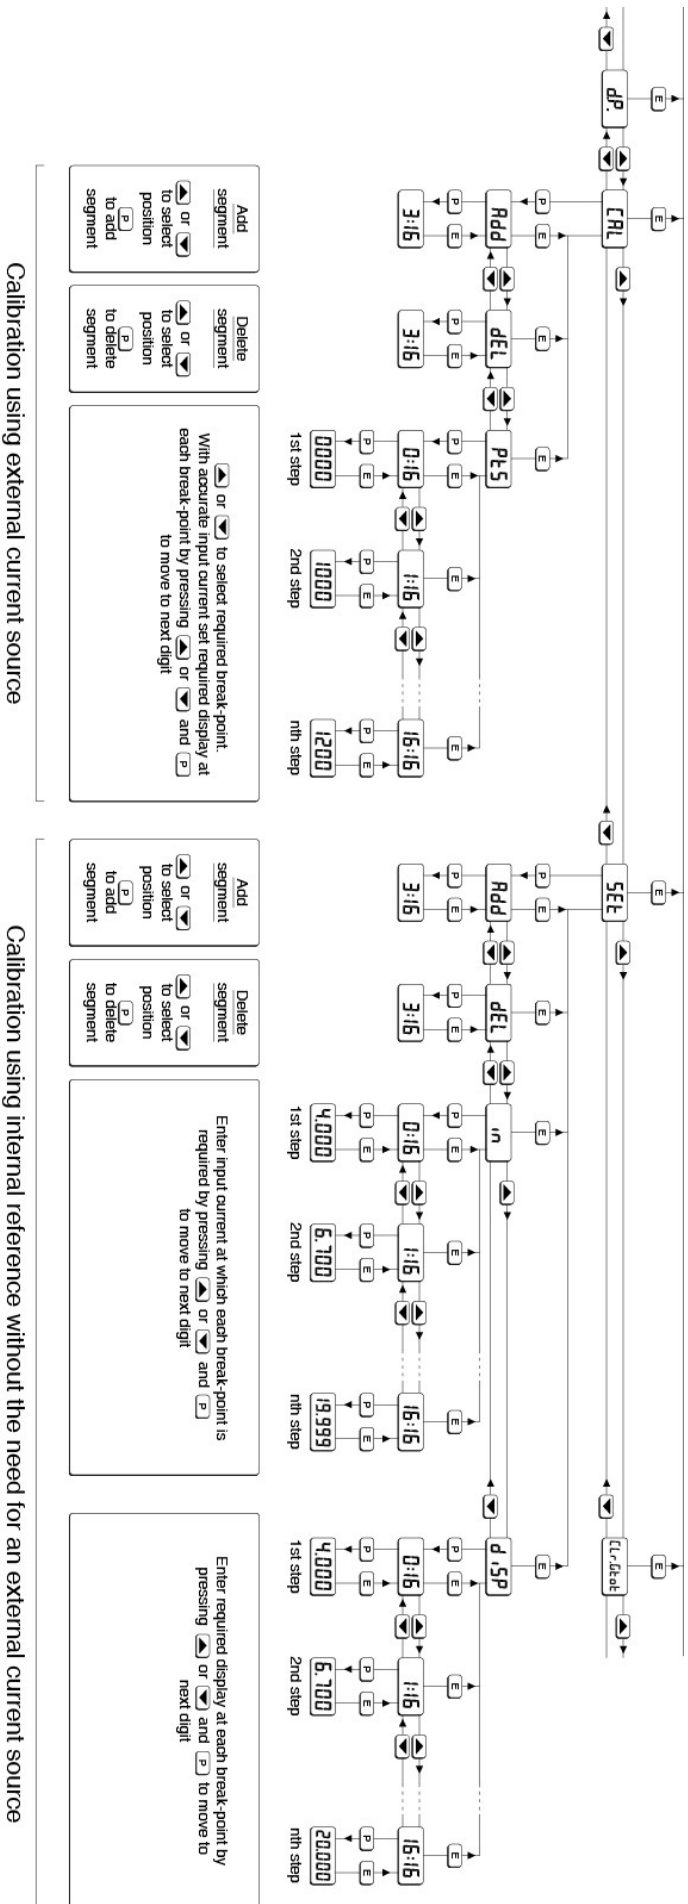 E
E
E
E
d.P.
CAL
SEt
CLr.Gtot
P
E
E
E
P
E
E
E
E
Add
dEL
PtS
Add
dEL
in
d iSP
P
E
P
E
P
E
E
E
P
E
P
E
P
E
E
E
P
E
E
E
3:16
3:16
0:16
1:16
16:16
3:16
3:16
0:16
1:16
16:16
0:16
1:16
16:16
P
E
P
E
P
E
P
E
P
E
P
E
P
E
P
E
P
E
0000
1000
1200
4.000
6.700
19.999
4.000
6.700
20.000
1st step
2nd step
nth step
1st step
2nd step
nth step
1st step
2nd step
nth step
Add
segment
▲ or ▼
to select
position
P
to add
segment
Delete
segment
▲ or ▼
to select
position
P
to delete
segment
▲ or ▼ to select required break-point.
With accurate input current set required display at
each break-point by pressing ▲ or ▼ and P
to move to next digit
Add
segment
▲ or ▼
to select
position
P
to add
segment
Delete
segment
▲ or ▼
to select
position
P
to delete
segment
Enter input current at which each break-point is
required by pressing ▲ or ▼ and P
to move to next digit
Enter required display at each break-point by
pressing ▲ or ▼ and P to move to
next digit
Calibration using external current source
Calibration using internal reference without the need for an external current source